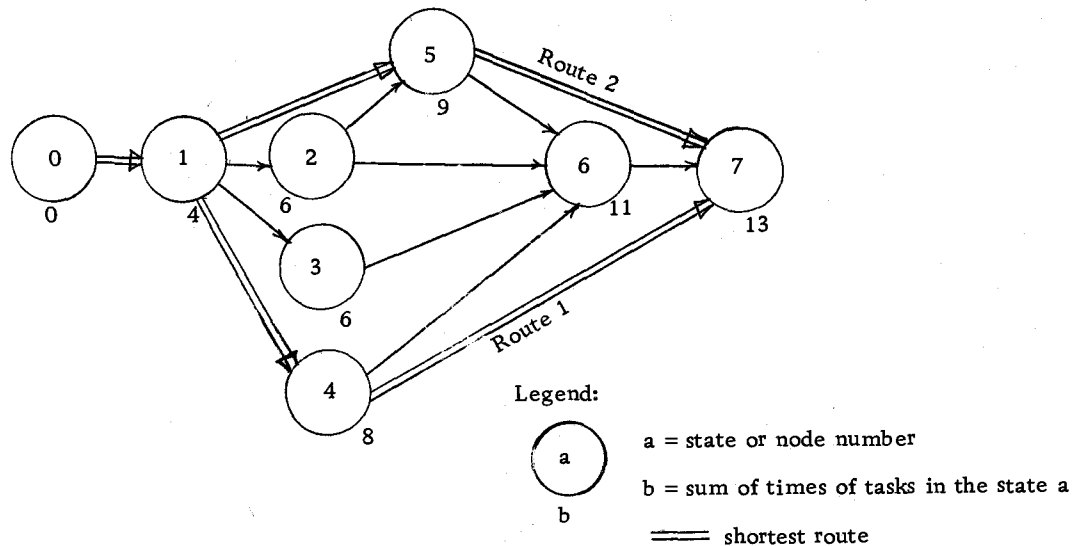 5
Route 2
9
0
1
2
6
7
0
4
6
11
13
3
6
Route 1
4
8
Legend:
a
a = state or node number
b = sum of times of tasks in the state a
b
shortest route